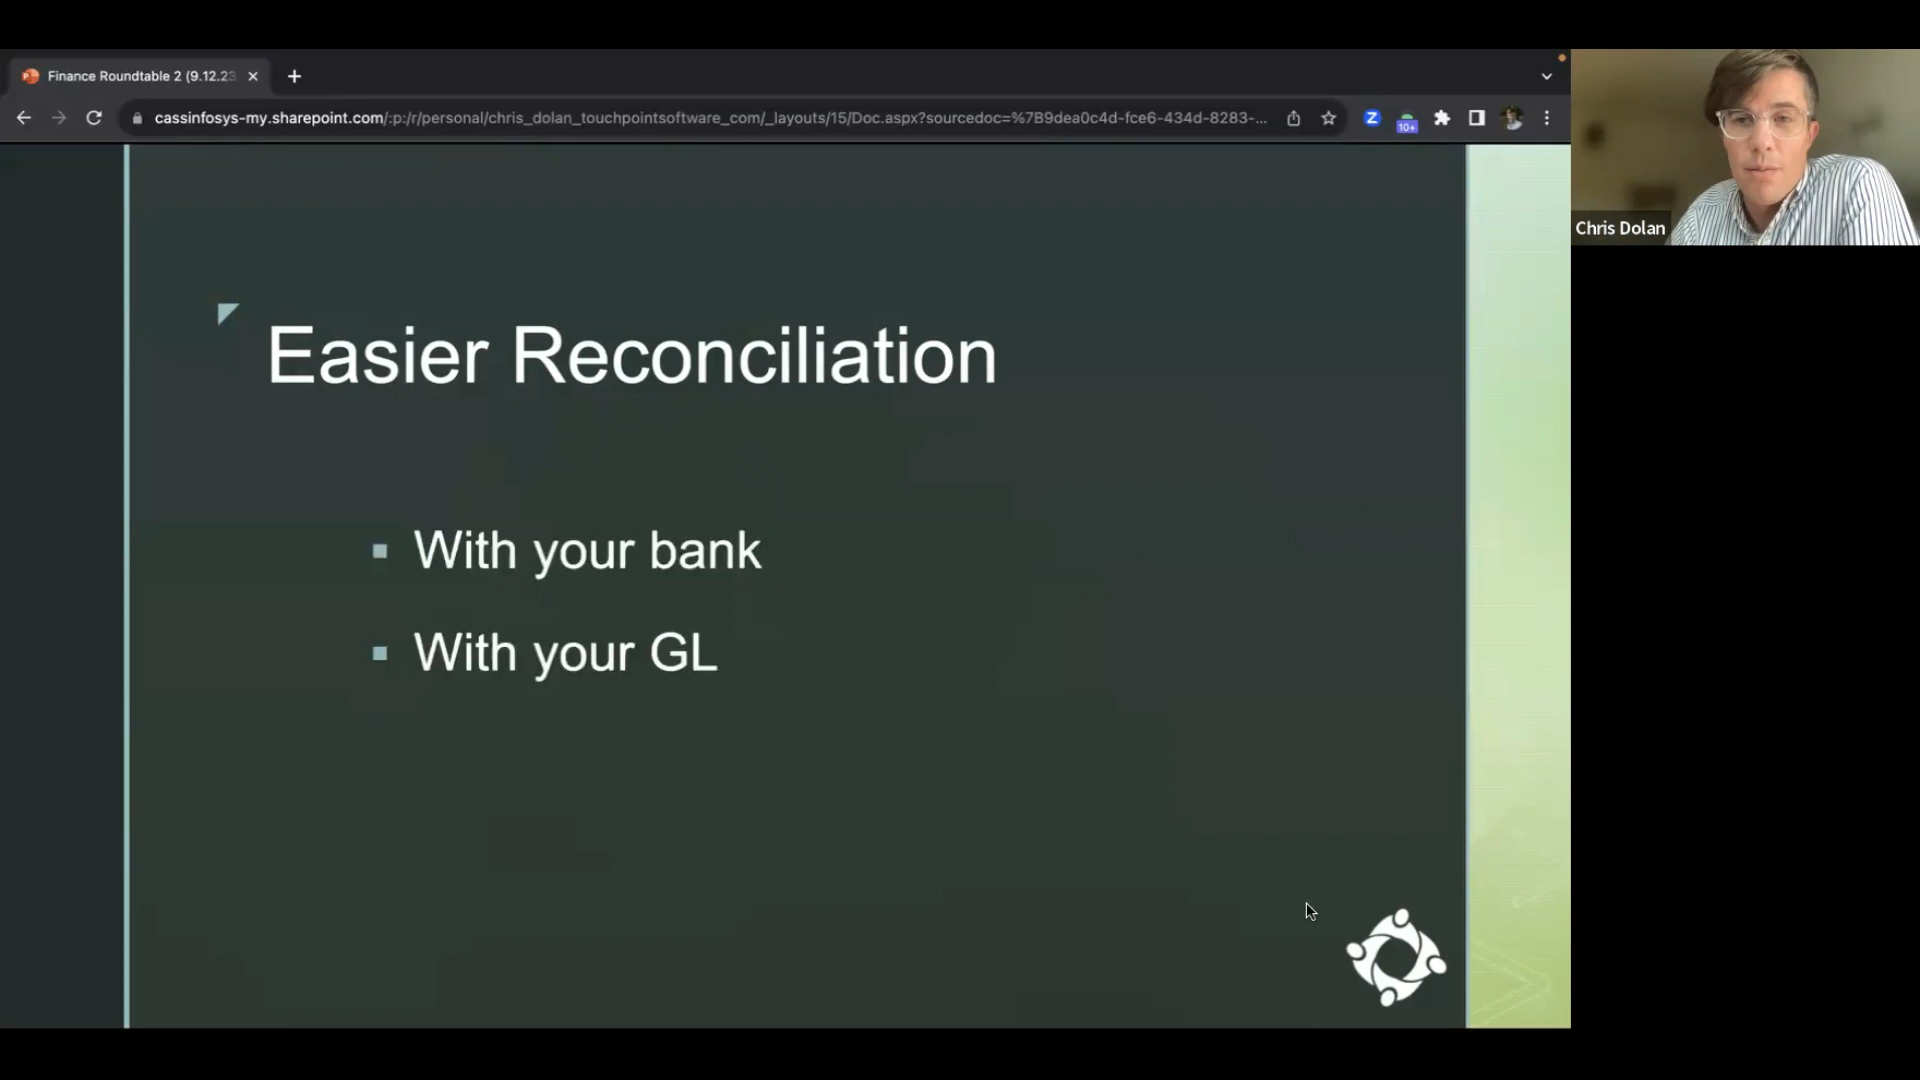 Finance Roundtable 2 (9.12.23
cassinfosys-my.sharepoint.com/:p:/r/personal/chris_dolan_touchpointsoftware_com/_layouts/15/Doc.aspx?sourcedoc=%7B9dea0c4d-fce6-434d-8283-...
Z
10+
Chris Dolan
Easier Reconciliation
With your bank
With your GL